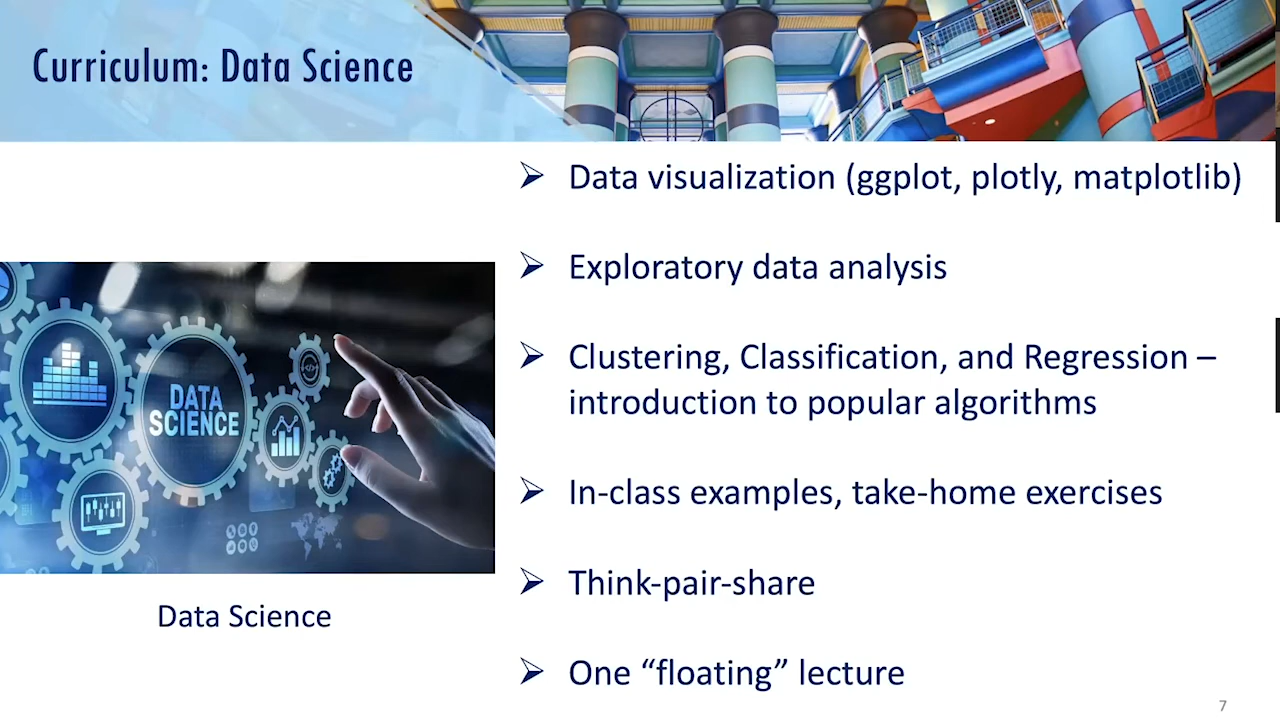 Curriculum: Data Science
➢ Data visualization (ggplot, plotly, matplotlib)
➢ Exploratory data analysis
➢ Clustering, Classification, and Regression –
introduction to popular algorithms
➢ In-class examples, take-home exercises
➢ Think-pair-share
➢ One “floating” lecture
DATA
SCIENCE
Data Science
7